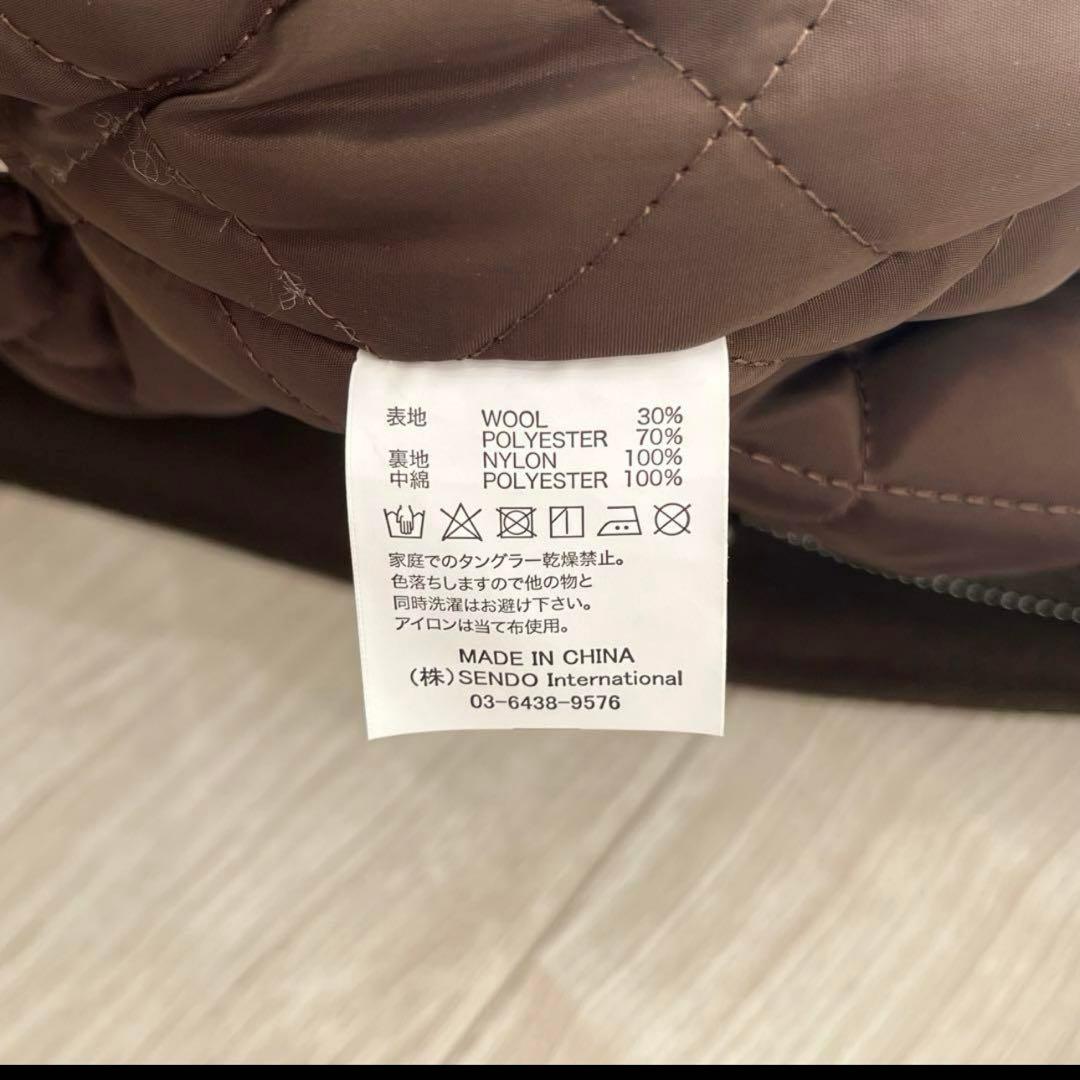 表地 WOOL 30%
POLYESTER 70%
裏地 NYLON 100%
中綿 POLYESTER 100%
家庭でのタングラー乾燥禁止。
色落ちしますので他の物と
同時洗濯はお避け下さい。
アイロンは当て布使用。
MADE IN CHINA
(株)SENDO International
03-6438-9576